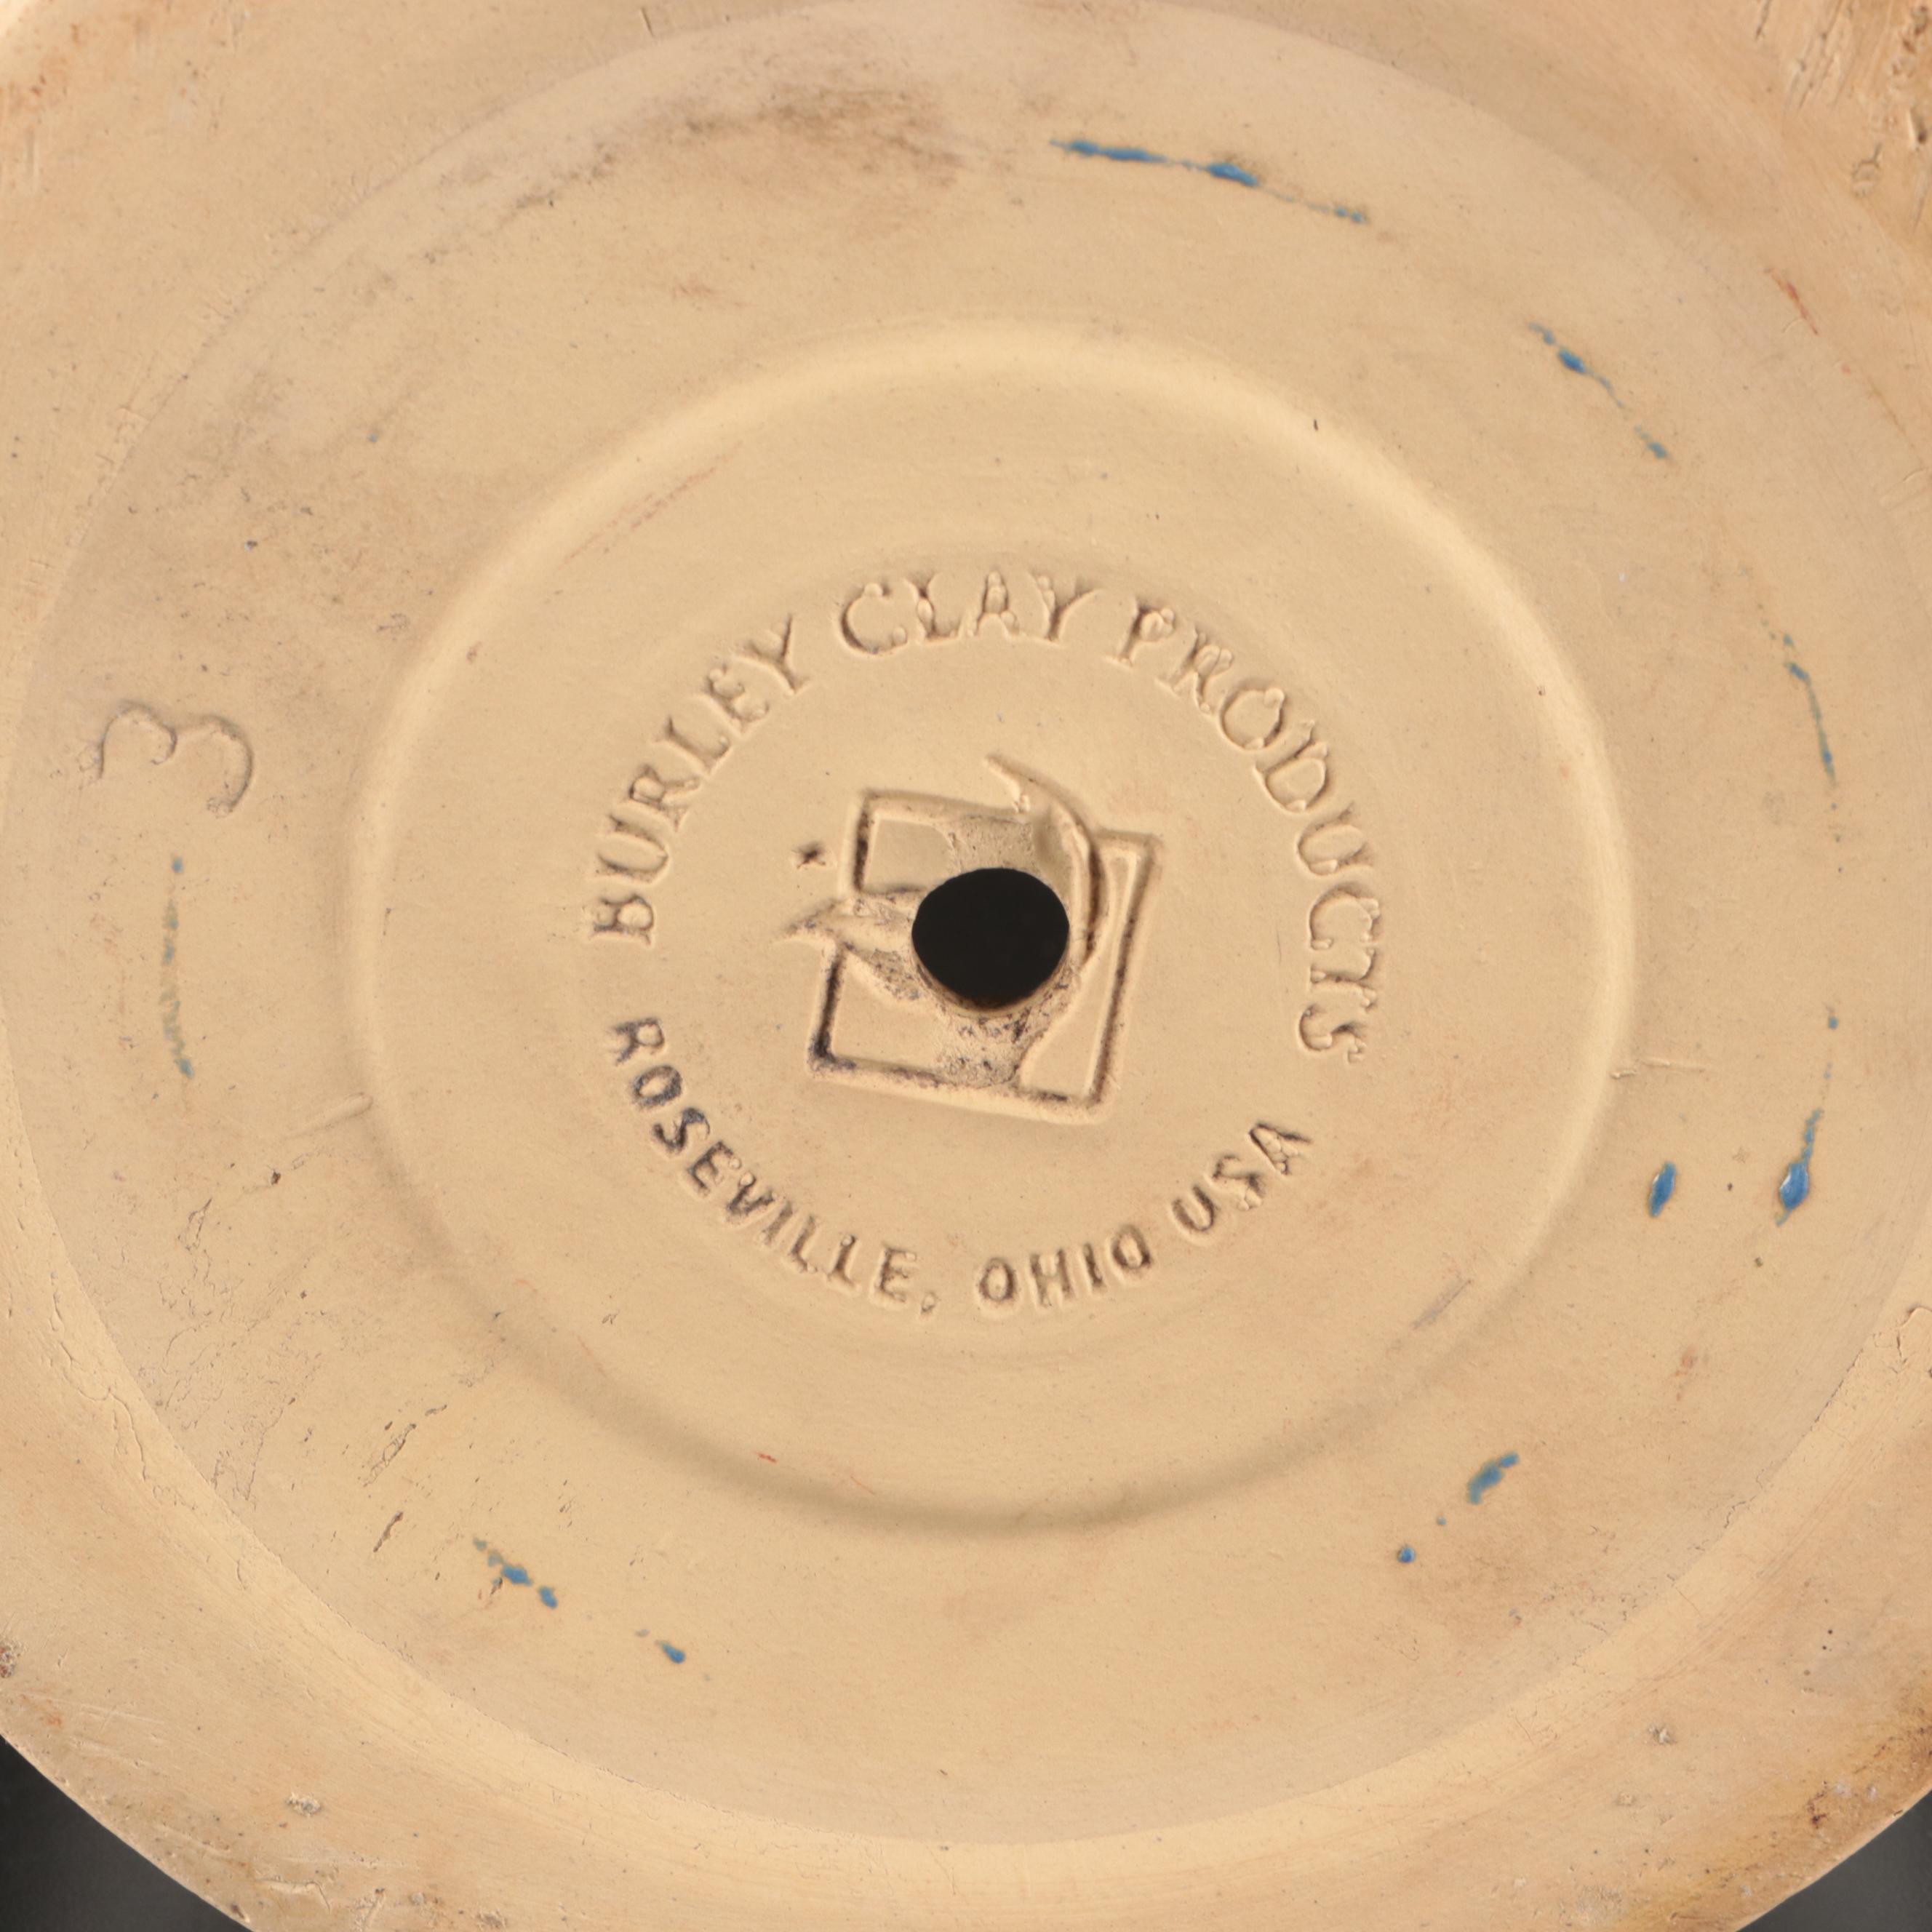 BURLEY CLAY PRODUCTS
ROSEVILLE, OHIO USA
3